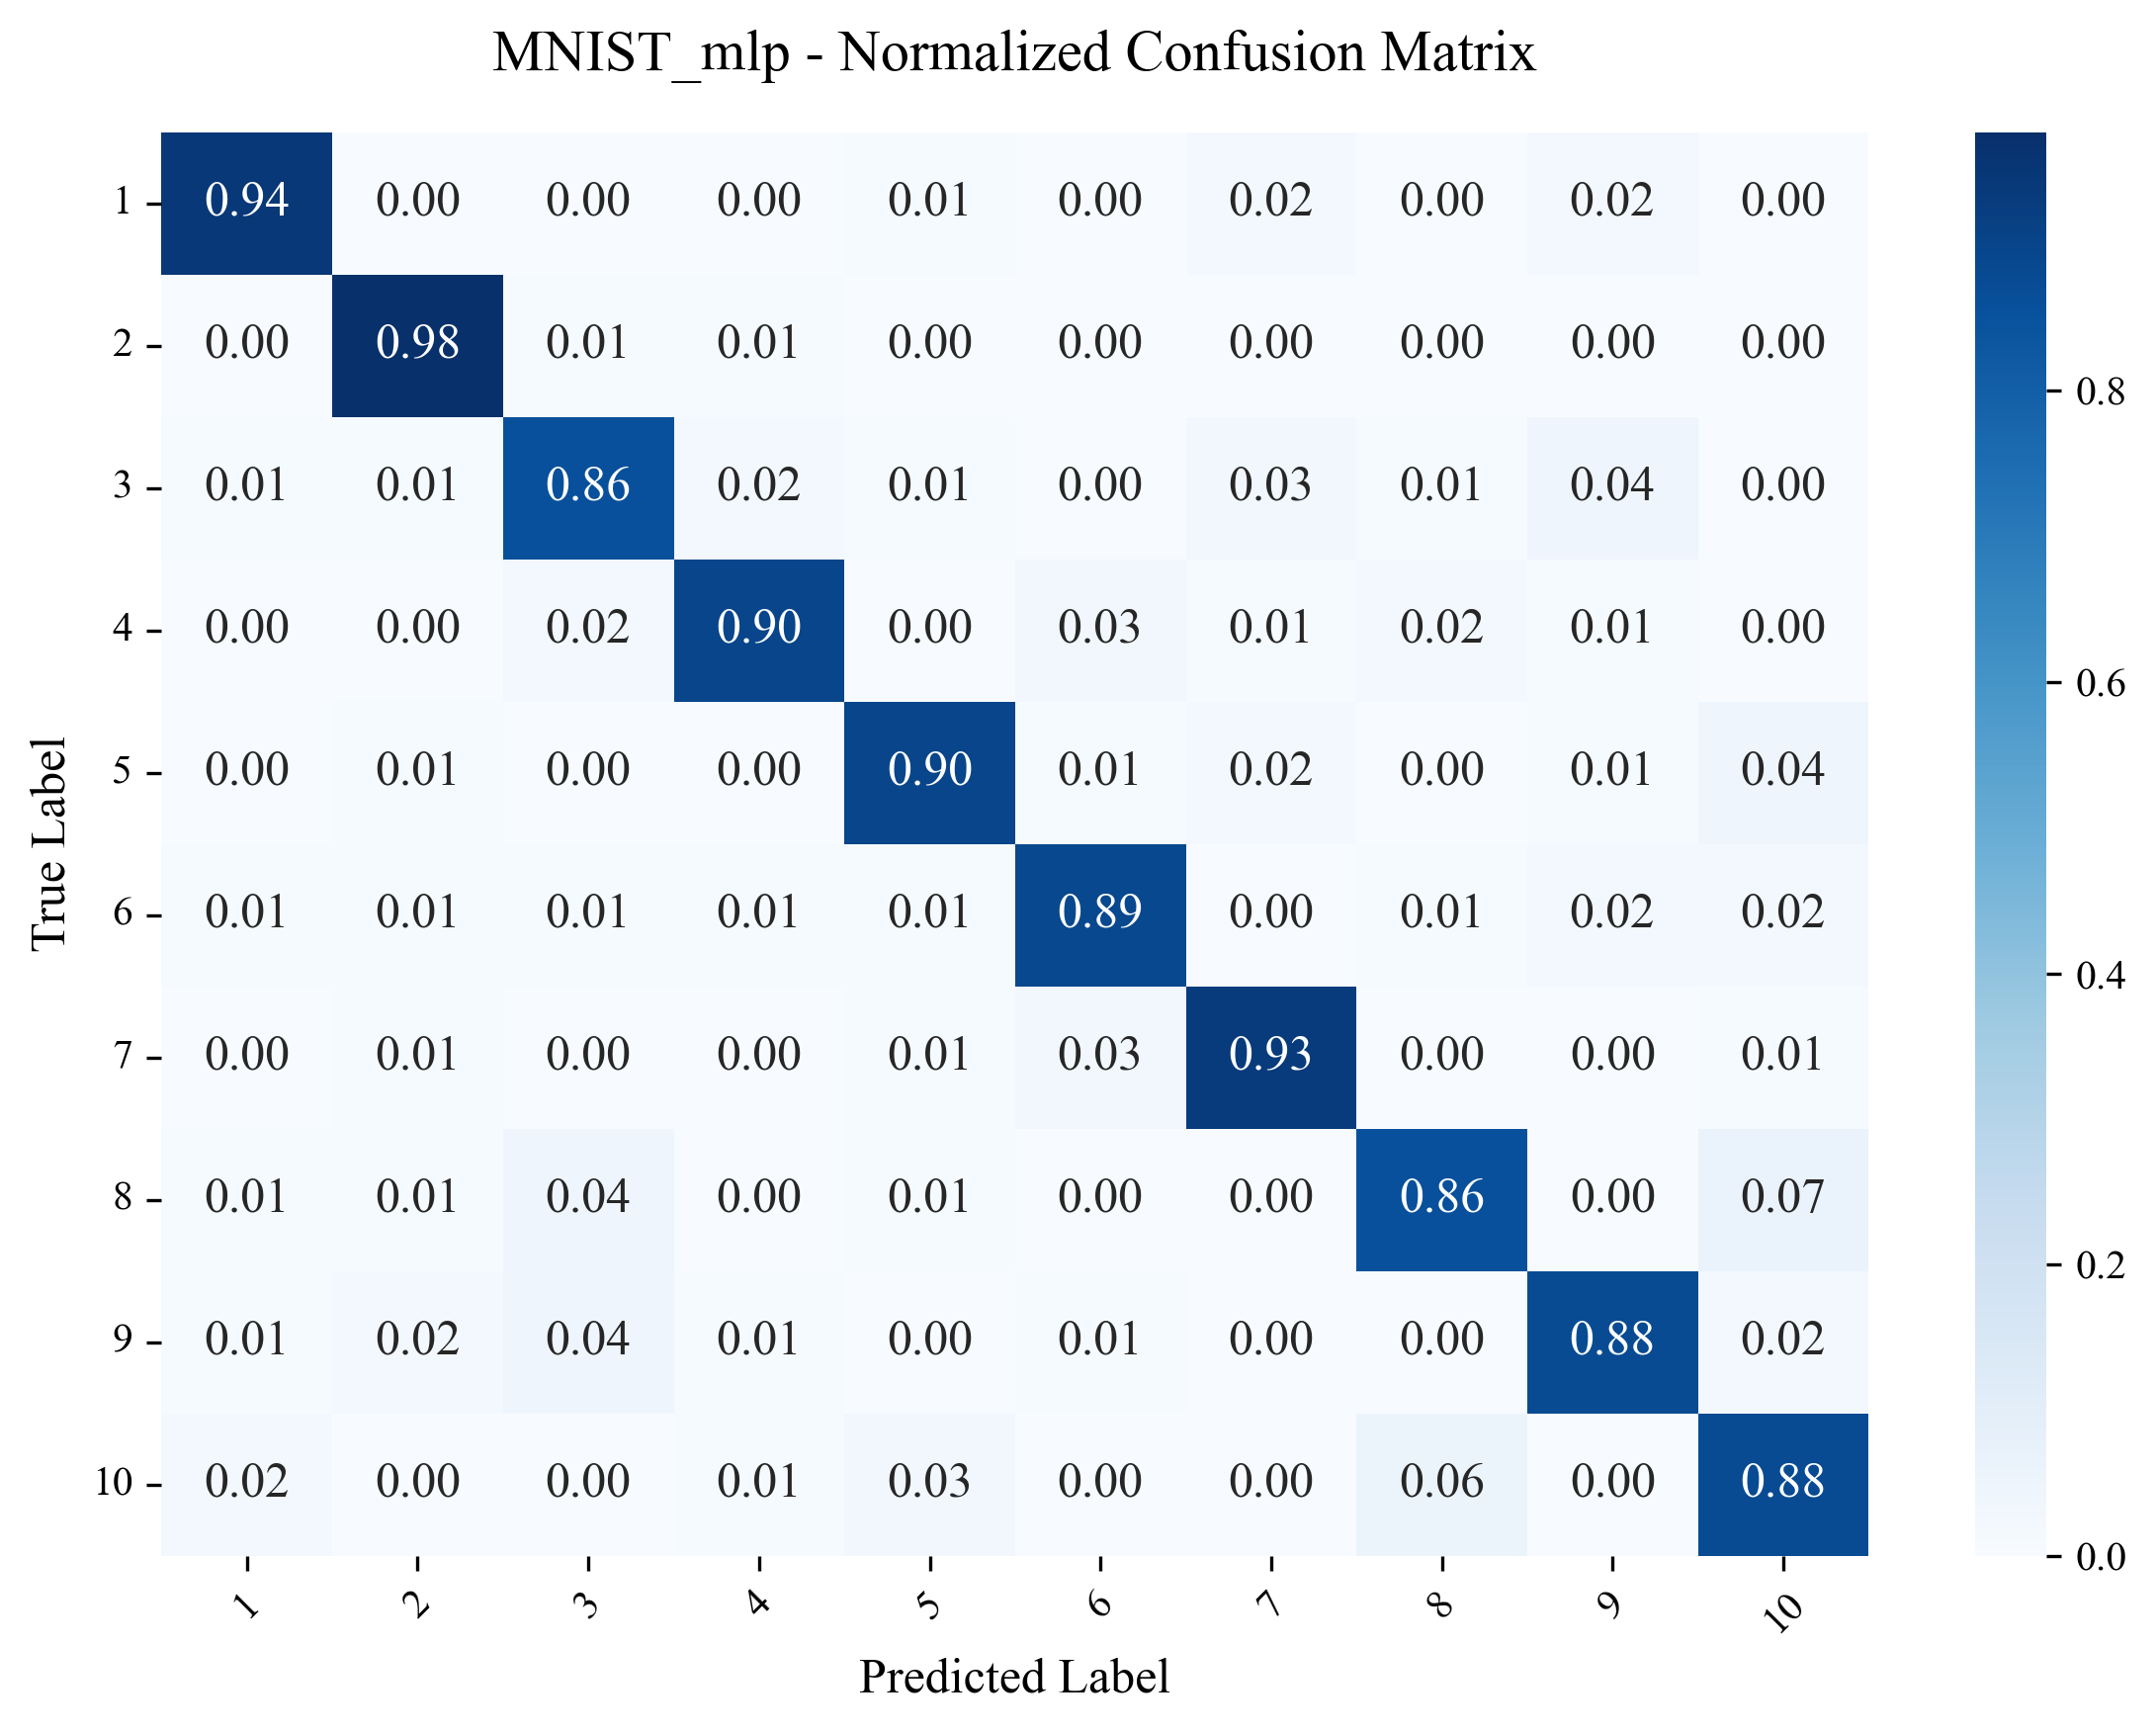 MNIST_mlp - Normalized Confusion Matrix
1 0.94 0.00 0.00 0.00 0.01 0.00 0.02 0.00 0.02 0.00
2 0.00 0.98 0.01 0.01 0.00 0.00 0.00 0.00 0.00 0.00
3 0.01 0.01 0.86 0.02 0.01 0.00 0.03 0.01 0.04 0.00
4 0.00 0.00 0.02 0.90 0.00 0.03 0.01 0.02 0.01 0.00
5 0.00 0.01 0.00 0.00 0.90 0.01 0.02 0.00 0.01 0.04
6 0.01 0.01 0.01 0.01 0.01 0.89 0.00 0.01 0.02 0.02
7 0.00 0.01 0.00 0.00 0.01 0.03 0.93 0.00 0.00 0.01
8 0.01 0.01 0.04 0.00 0.01 0.00 0.00 0.86 0.00 0.07
9 0.01 0.02 0.04 0.01 0.00 0.01 0.00 0.00 0.88 0.02
10 0.02 0.00 0.00 0.01 0.03 0.00 0.00 0.06 0.00 0.88
1 2 3 4 5 6 7 8 9 10
Predicted Label
True Label
0.8
0.6
0.4
0.2
0.0